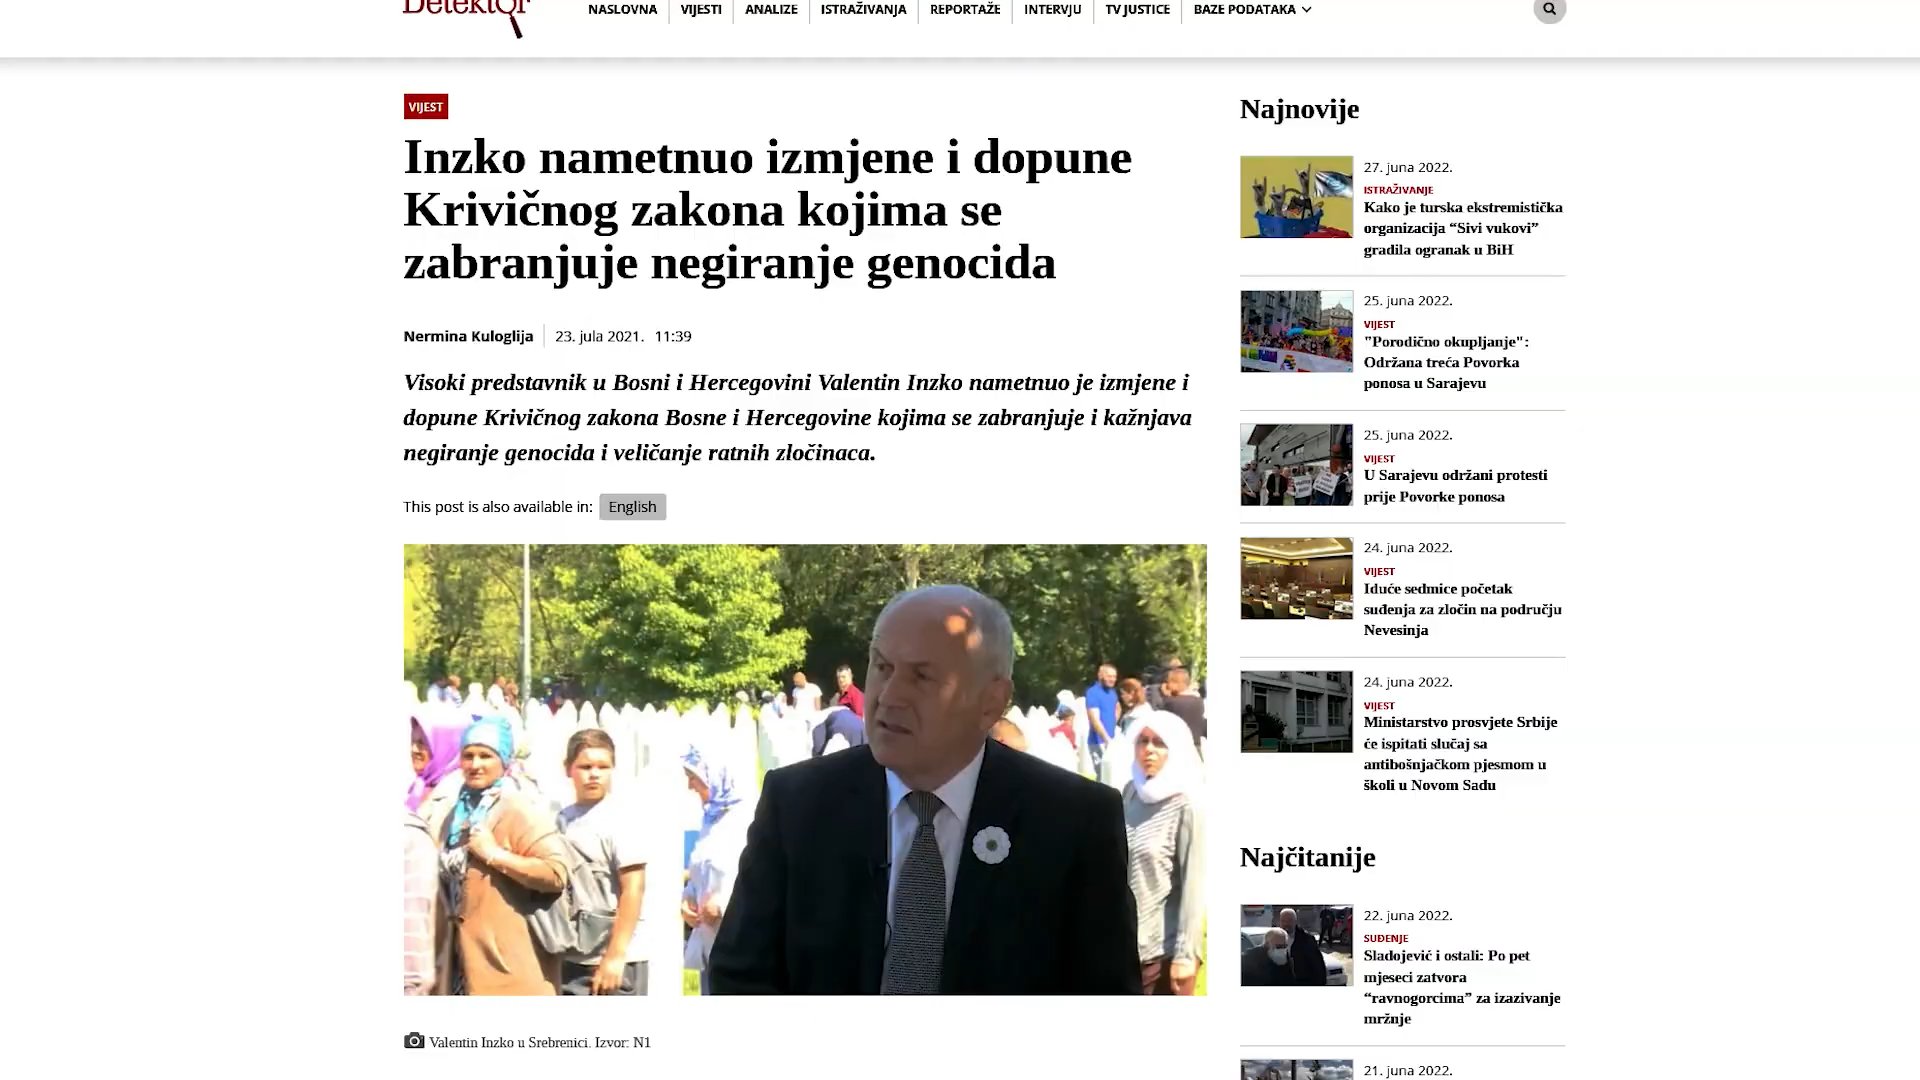 Detektor
NASLOVNA
VIJESTI
ANALIZE
ISTRAŽIVANJA
REPORTAŽE
INTERVJU
TV JUSTICE
BAZE PODATAKA
VIJEST
Inzko nametnuo izmjene i dopune
Krivičnog zakona kojima se
zabranjuje negiranje genocida
Nermina Kuloglija
23. jula 2021. 11:39
Visoki predstavnik u Bosni i Hercegovini Valentin Inzko nametnuo je izmjene i
dopune Krivičnog zakona Bosne i Hercegovine kojima se zabranjuje i kažnjava
negiranje genocida i veličanje ratnih zločinaca.
This post is also available in: English
Valentin Inzko u Srebrenici. Izvor: N1
Najnovije
27. juna 2022.
ISTRAŽIVANJE
Kako je turska ekstremistička
organizacija “Sivi vukovi”
gradila ogranak u BiH
25. juna 2022.
VIJEST
"Porodično okupljanje":
Održana treća Povorka
ponosa u Sarajevu
25. juna 2022.
VIJEST
U Sarajevu održani protesti
prije Povorke ponosa
24. juna 2022.
VIJEST
Iduće sedmice početak
suđenja za zločin na području
Nevesinja
24. juna 2022.
VIJEST
Ministarstvo prosvjete Srbije
će ispitati slučaj sa
antibošnjačkom pjesmom u
školi u Novom Sadu
Najčitanije
22. juna 2022.
SUĐENJE
Sladojević i ostali: Po pet
mjeseci zatvora
“ravnogorcima” za izazivanje
mržnje
21. juna 2022.